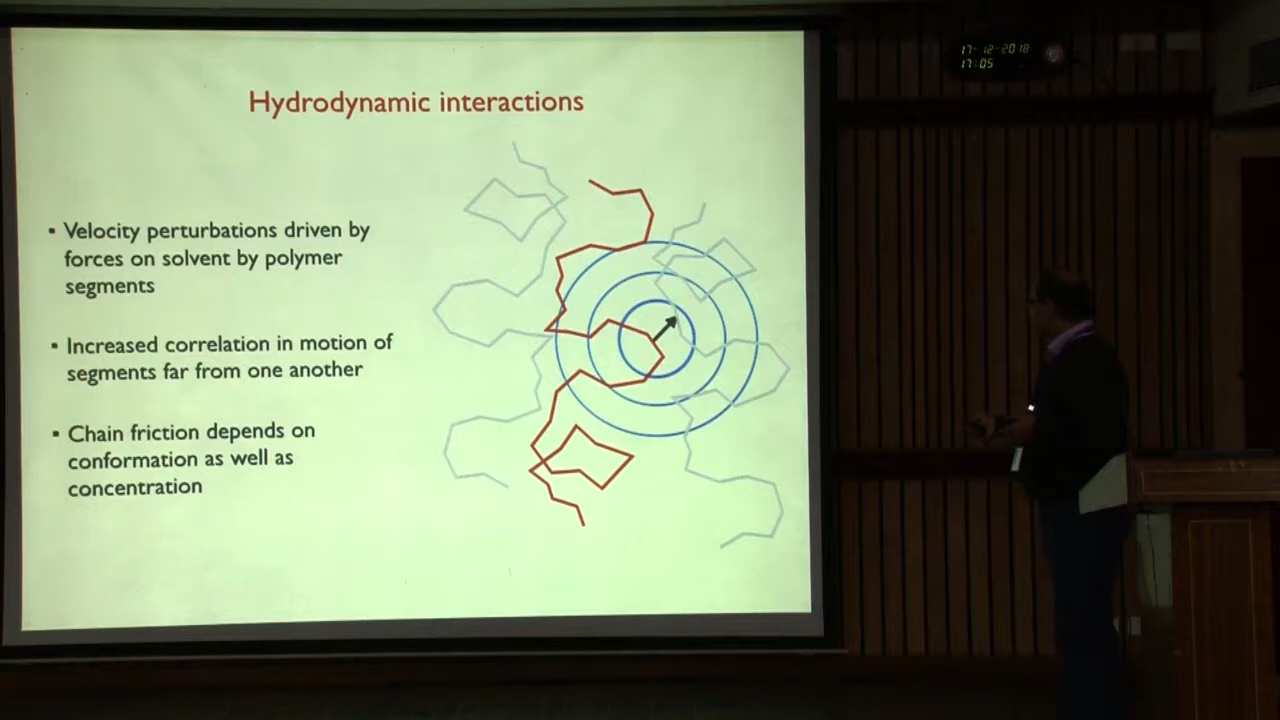 Hydrodynamic interactions
• Velocity perturbations driven by
forces on solvent by polymer
segments
• Increased correlation in motion of
segments far from one another
• Chain friction depends on
conformation as well as
concentration
17-12-2018
17:05